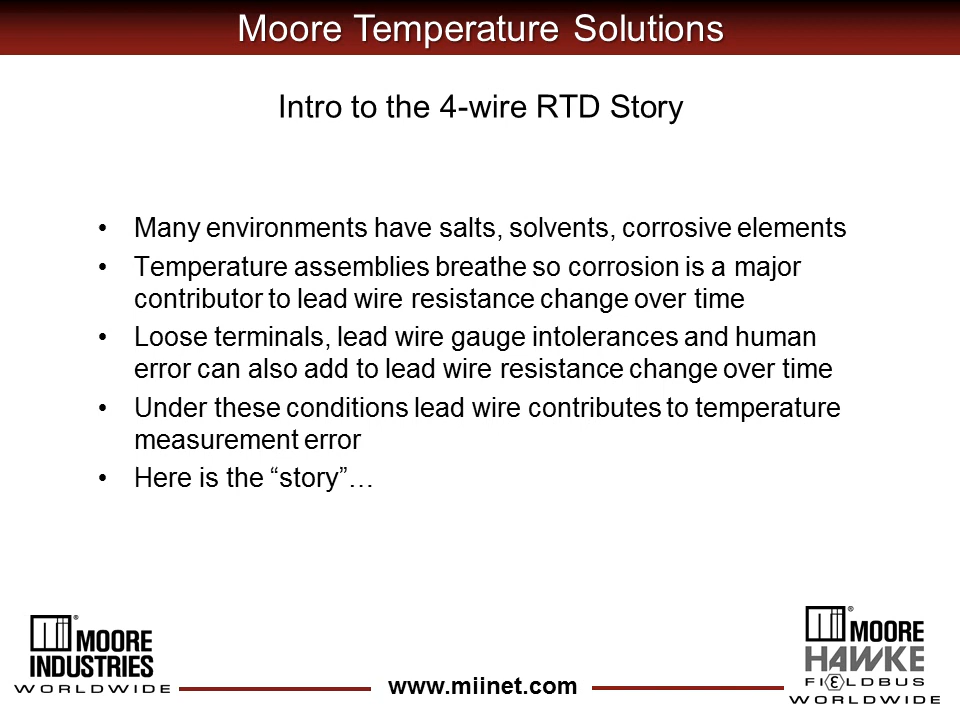 Moore Temperature Solutions
Intro to the 4-wire RTD Story
• Many environments have salts, solvents, corrosive elements
• Temperature assemblies breathe so corrosion is a major
contributor to lead wire resistance change over time
• Loose terminals, lead wire gauge intolerances and human
error can also add to lead wire resistance change over time
• Under these conditions lead wire contributes to temperature
measurement error
• Here is the “story”…
®
MOORE
INDUSTRIES
WORLDWIDE
www.miinet.com
®
MOORE
HAWKE
FIELDBUS
WORLDWIDE